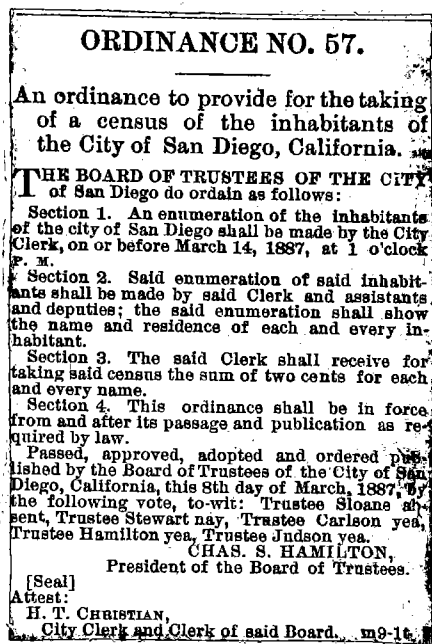 ORDINANCE NO. 57.
An ordinance to provide for the taking
of a census of the inhabitants of
the City of San Diego, California.
THE BOARD OF TRUSTEES OF THE CITY
of San Diego do ordain as follows:
Section 1. An enumeration of the inhabitants
of the city of San Diego shall be made by the City
Clerk, on or before March 14, 1887, at 1 o'clock
P. M.
Section 2. Said enumeration of said inhabit-
ants shall be made by said Clerk and assistants
and deputies; the said enumeration shall show
the name and residence of each and every in-
habitant.
Section 3. The said Clerk shall receive for
taking said census the sum of two cents for each
and every name.
Section 4. This ordinance shall be in force
from and after its passage and publication as re-
quired by law.
Passed, approved, adopted and ordered pub-
lished by the Board of Trustees of the City of San
Diego, California, this 8th day of March, 1887, by
the following vote, to-wit: Trustee Sloane ab-
sent, Trustee Stewart nay, Trustee Carlson yea,
Trustee Hamilton yea, Trustee Judson yea.
CHAS. S. HAMILTON,
President of the Board of Trustees.
[Seal]
Attest:
H. T. CHRISTIAN,
City Clerk and Clerk of said Board. m9-1t